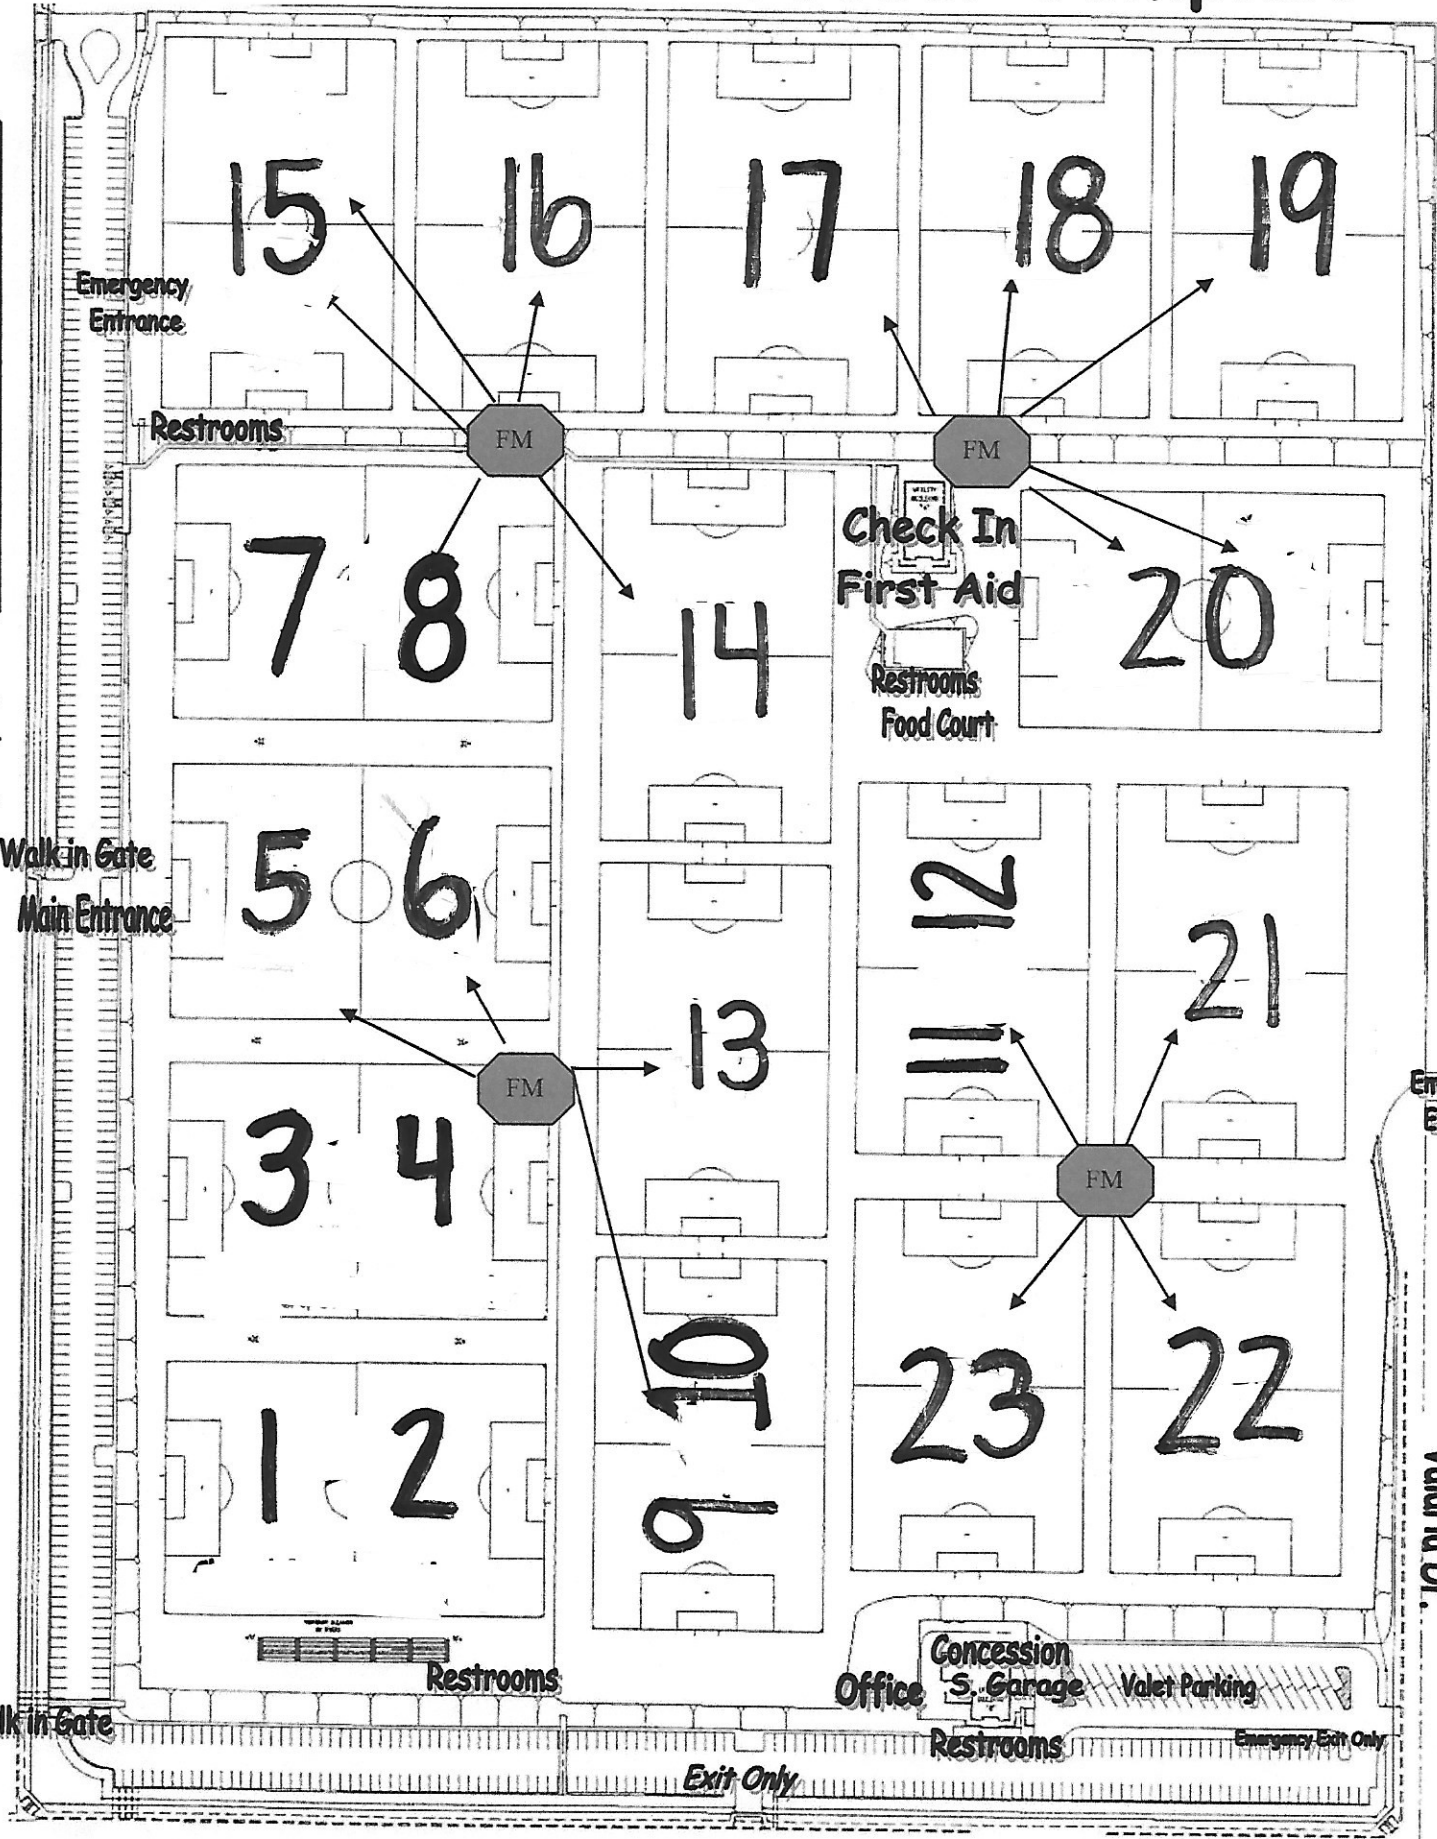 15 16 17 18 19
Emergency
Entrance
Restrooms
FM
FM
7 8
14
Check In
First Aid
20
Restrooms
Food Court
5 6
Walk in Gate
Main Entrance
12
21
13
11
FM
3 4
FM
10
23 22
1 2
9
Restrooms
Concession
Office
S. Garage
Valet Parking
Restrooms
Emergency Exit Only
in Gate
Exit Only